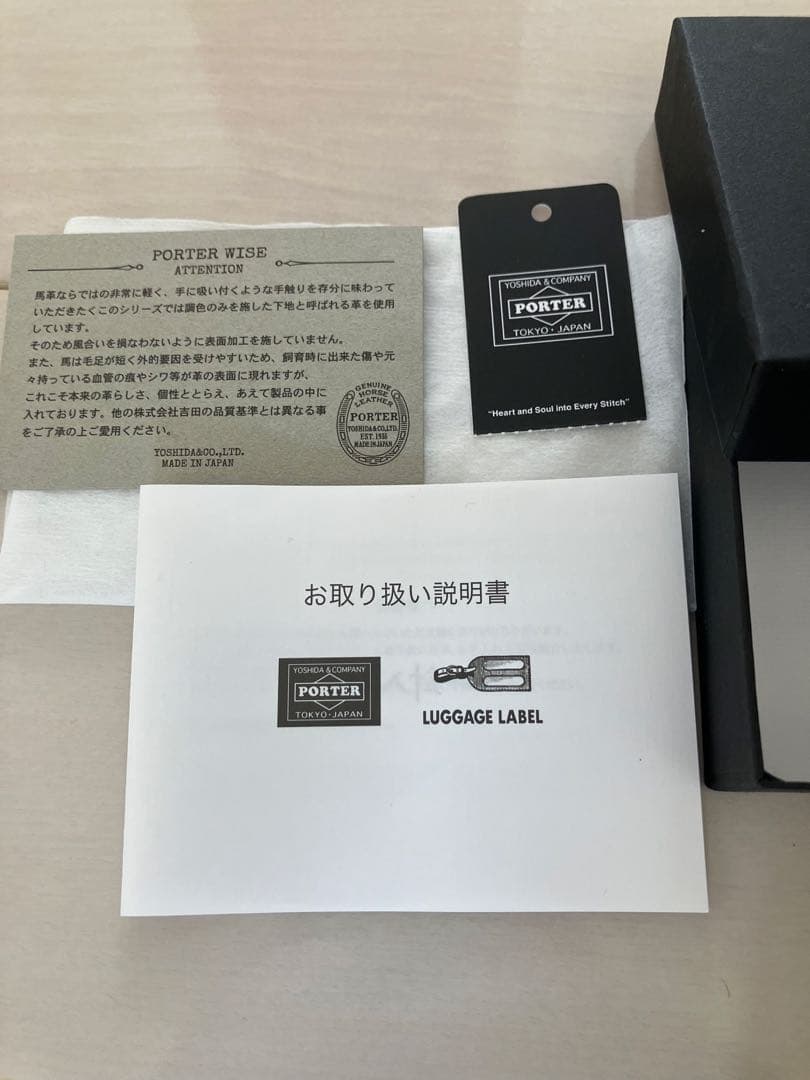 PORTER WISE
ATTENTION
馬革ならではの非常に軽く、手に吸い付くような手触りを存分に味わって
いただきたくこのシリーズでは調色のみを施した下地と呼ばれる革を使用
しています。
そのため風合いを損なわないように表面加工を施していません。
また、馬は毛足が短く外的要因を受けやすいため、飼育時に出来た傷や元
々持っている血管の痕やシワ等が革の表面に現れますが、
これこそ本来の革らしさ、個性ととらえ、あえて製品の中に
入れております。他の株式会社吉田の品質基準とは異なる事
をご了承の上ご愛用ください。
YOSHIDA&CO.,LTD.
MADE IN JAPAN
GENUINE
HORSE
LEATHER
PORTER
YOSHIDA&CO.LTD.
EST. 1935
MADE IN JAPAN
YOSHIDA & COMPANY
PORTER
TOKYO・JAPAN
"Heart and Soul into Every Stitch"
お取り扱い説明書
YOSHIDA & COMPANY
PORTER
TOKYO・JAPAN
LUGGAGE LABEL